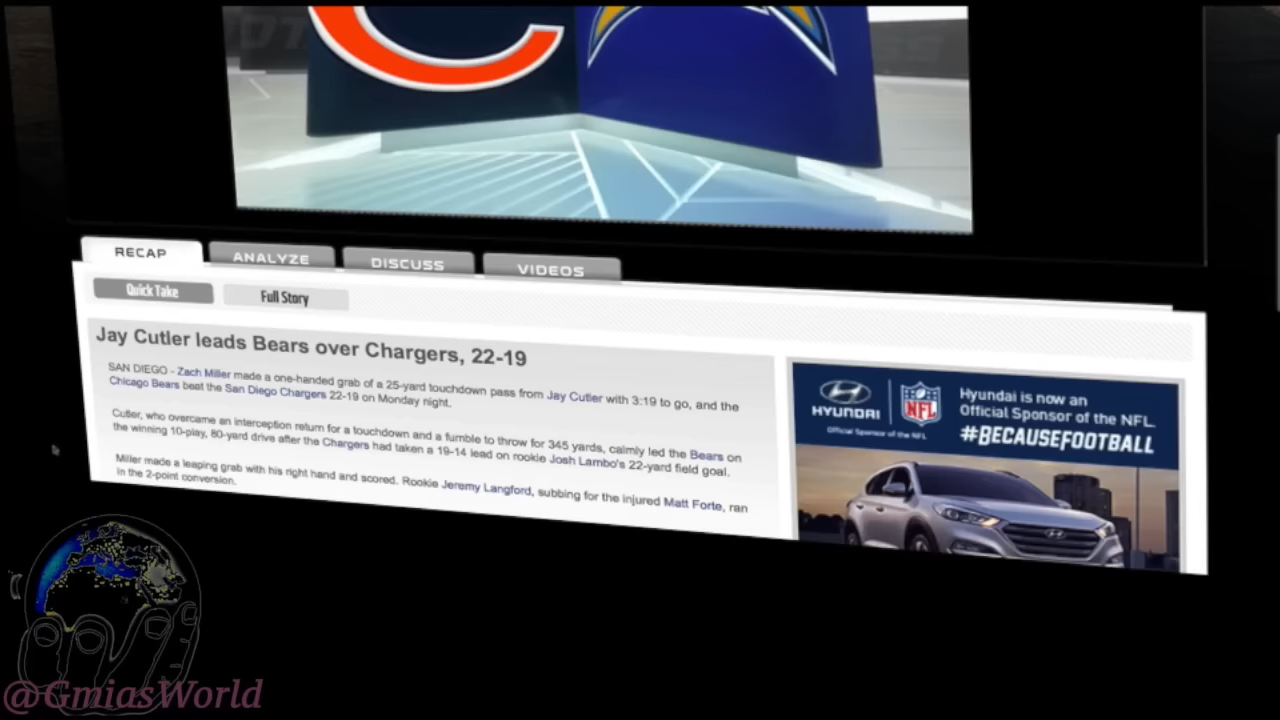 RECAP
ANALYZE
DISCUSS
VIDEOS
Quick Take
Full Story
Jay Cutler leads Bears over Chargers, 22-19
SAN DIEGO - Zach Miller made a one-handed grab of a 25-yard touchdown pass from Jay Cutler with 3:19 to go, and the
Chicago Bears beat the San Diego Chargers 22-19 on Monday night.
Cutler, who overcame an interception return for a touchdown and a fumble to throw for 345 yards, calmly led the Bears on
the winning 10-play, 80-yard drive after the Chargers had taken a 19-14 lead on rookie Josh Lambo's 22-yard field goal.
Miller made a leaping grab with his right hand and scored. Rookie Jeremy Langford, subbing for the injured Matt Forte, ran
in the 2-point conversion.
HYUNDAI
NFL
Official Sponsor of the NFL
Hyundai is now an
Official Sponsor of the NFL.
#BECAUSEFOOTBALL
@GmiasWorld